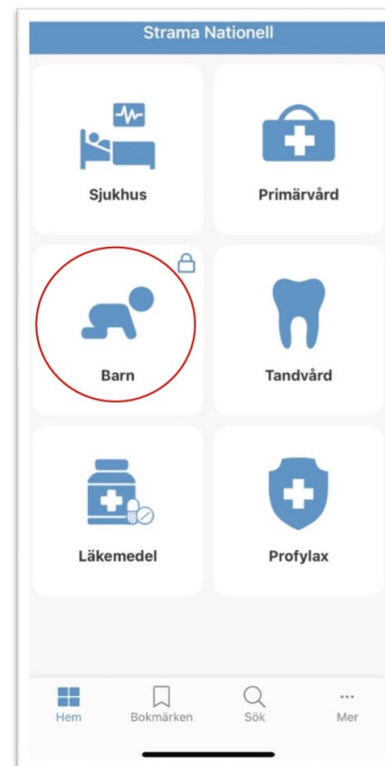 Strama Nationell
Sjukhus
Primärvård
Barn
Tandvård
Läkemedel
Profylax
Hem
Bokmärken
Sök
Mer